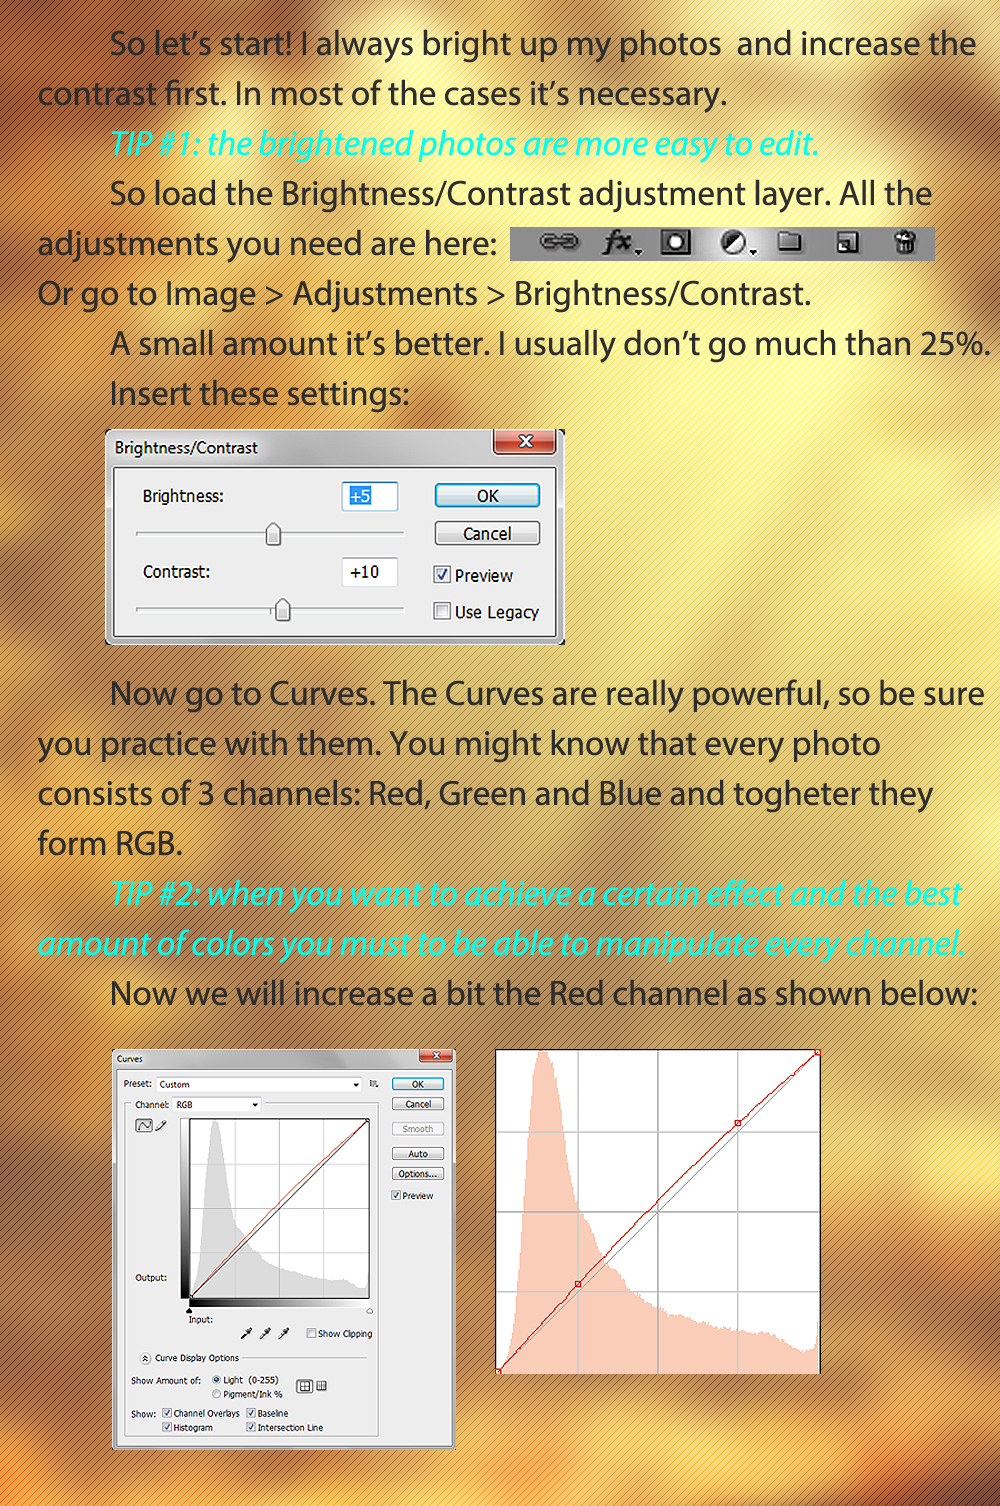 So let's start! I always bright up my photos  and increase the
contrast first. In most of the cases it's necessary.
TIP #1: the brightened photos are more easy to edit.
So load the Brightness/Contrast adjustment layer. All the
adjustments you need are here: fx
Or go to Image > Adjustments > Brightness/Contrast.
A small amount it's better. I usually don't go much than 25%.
Insert these settings:
Brightness/Contrast
Brightness: +5 OK
Cancel
Contrast: +10 Preview
Use Legacy
Now go to Curves. The Curves are really powerful, so be sure
you practice with them. You might know that every photo
consists of 3 channels: Red, Green and Blue and togheter they
form RGB.
TIP #2: when you want to achieve a certain effect and the best
amount of colors you must to be able to manipulate every channel.
Now we will increase a bit the Red channel as shown below:
Curves
Preset: Custom OK
Channel: RGB Cancel
Smooth
Auto
Options...
Preview
Output:
Input:
Show Clipping
Curve Display Options
Show Amount of: Light (0-255)
Pigment/Ink %
Show: Channel Overlays Baseline
Histogram Intersection Line